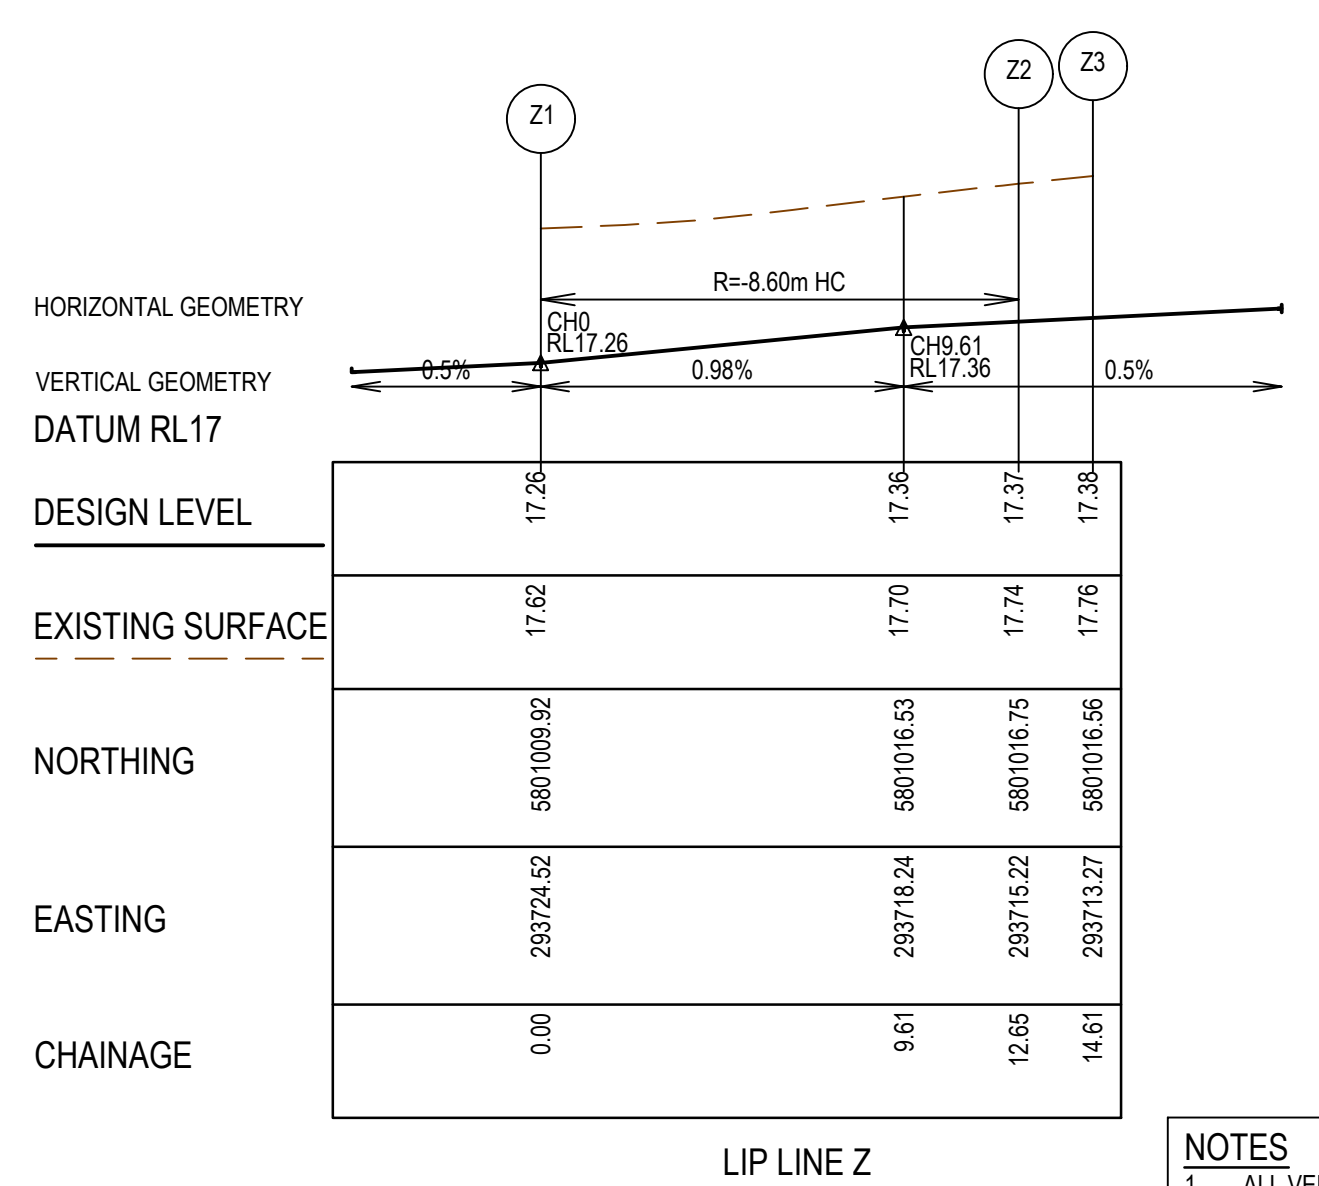 Z1
Z2
Z3
HORIZONTAL GEOMETRY
R=-8.60m HC
CH0
RL17.26
CH9.61
RL17.36
VERTICAL GEOMETRY
0.5%
0.98%
0.5%
DATUM RL17
DESIGN LEVEL
17.26
17.36
17.37
17.38
EXISTING SURFACE
17.62
17.70
17.74
17.76
NORTHING
5801009.92
5801016.53
5801016.75
5801016.56
EASTING
293724.52
293718.24
293715.22
293713.27
CHAINAGE
0.00
9.61
12.65
14.61
LIP LINE Z
NOTES
1. ALL